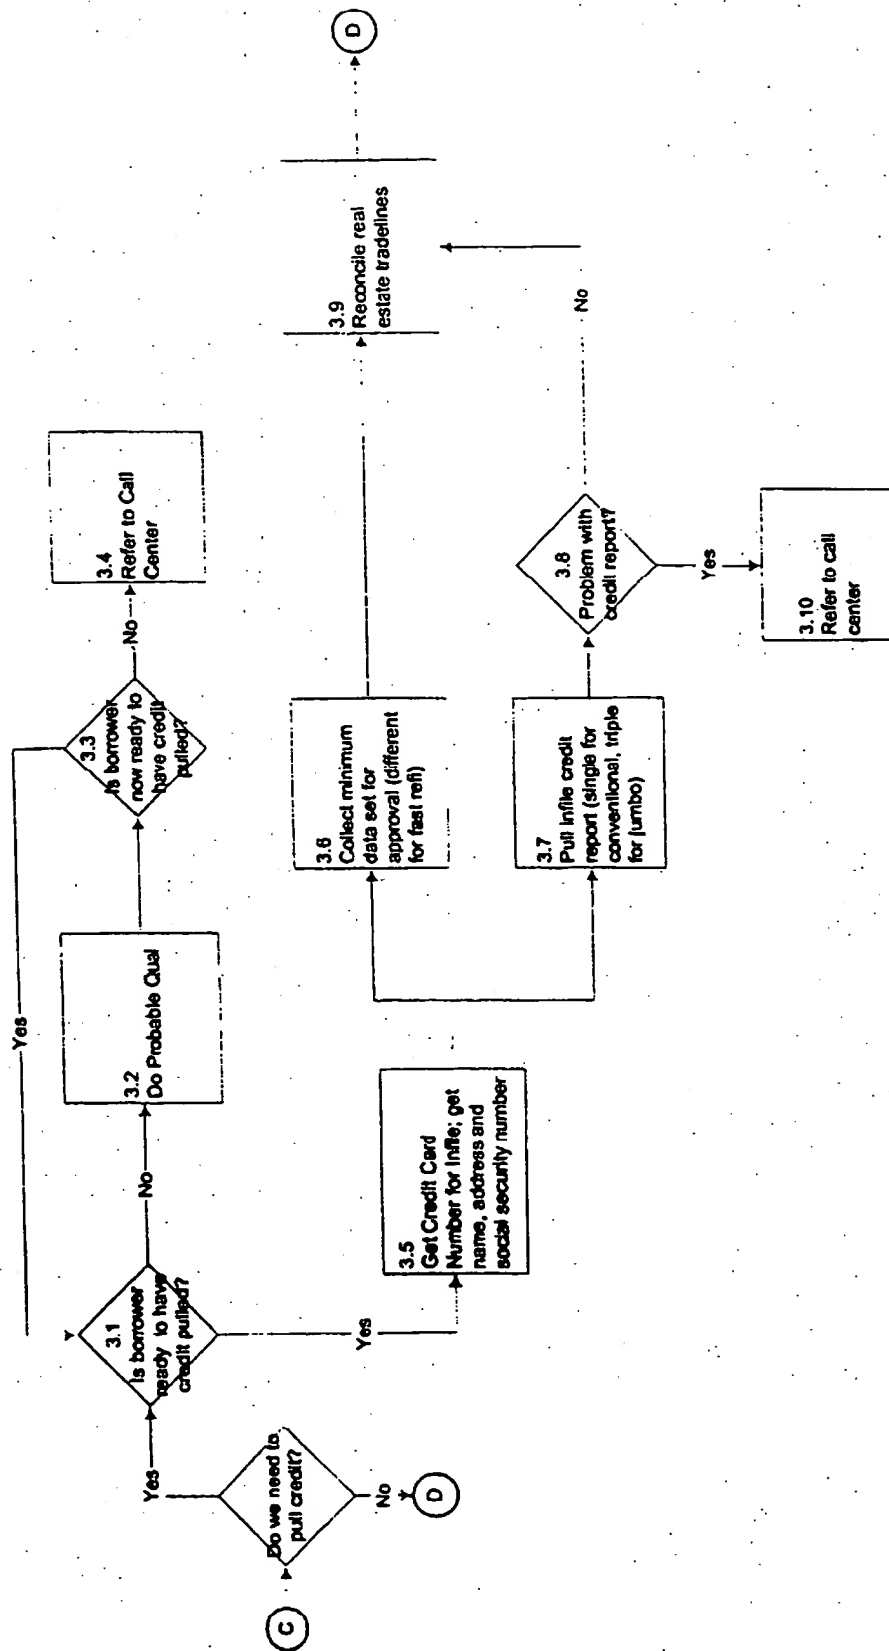 C
Do we need to
pull credit?
No
D
Yes
3.1
Is borrower
ready to have
credit pulled?
No
Yes
3.2
Do Probable Qual
3.3
Is borrower
now ready to
have credit
pulled?
Yes
No
3.4
Refer to Call
Center
3.5
Get Credit Card
Number for Infile; get
name, address and
social security number
3.6
Collect minimum
data set for
approval (different
for fast refi)
3.7
Pull Infile credit
report (single for
conventional, triple
for jumbo)
3.8
Problem with
credit report?
No
Yes
3.9
Reconcile real
estate tradelines
D
3.10
Refer to call
center